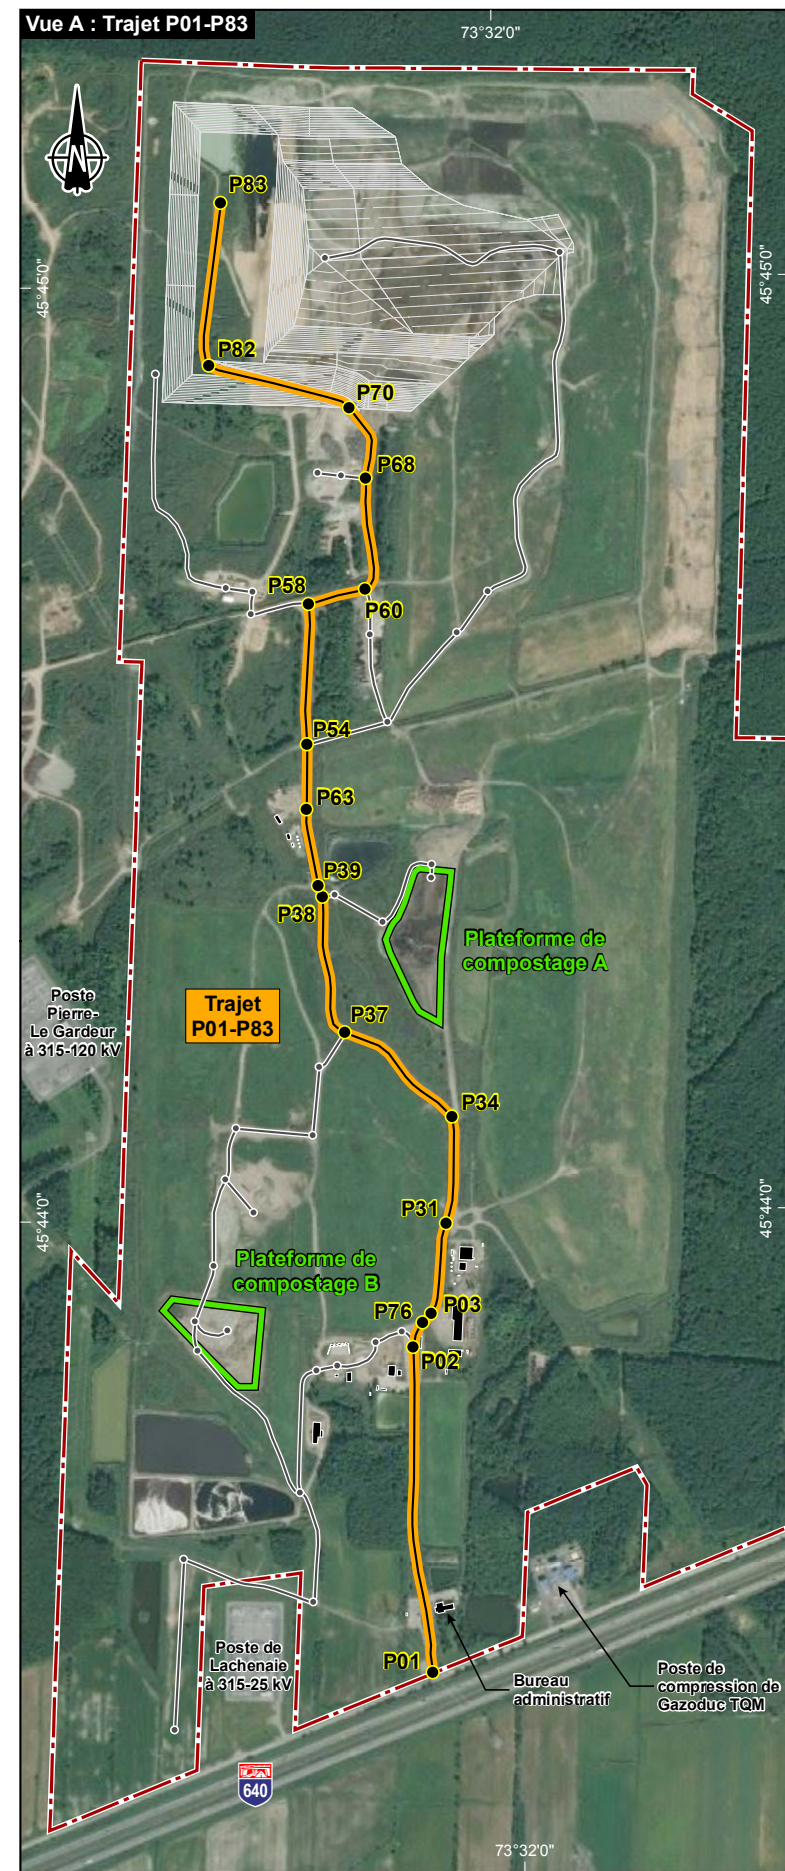 Vue A : Trajet P01-P83
73°32'0"
N
P83
45°45'0"
45°45'0"
P82
P70
P68
P58
P60
P54
P63
P39
P38
Plateforme de
compostage A
Poste
Pierre-
Le Gardeur
à 315-120 kV
Trajet
P01-P83
P37
P34
P31
45°44'0"
45°44'0"
Plateforme de
compostage B
P03
P76
P02
P01
Poste de
Lachenaie
à 315-25 kV
Bureau
administratif
Poste de
compression de
Gazoduc TQM
640
73°32'0"